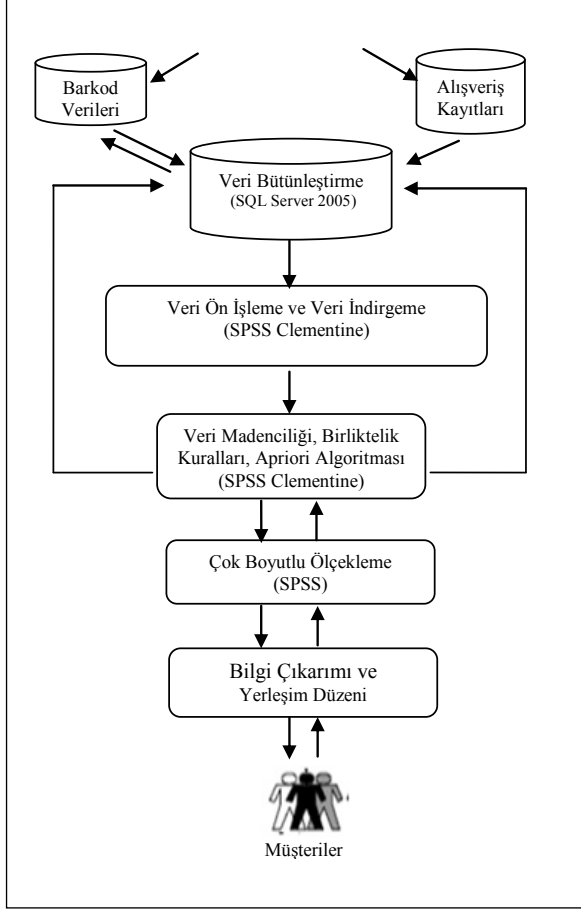 Barkod
Verileri
Alışveriş
Kayıtları
Veri Bütünleştirme
(SQL Server 2005)
Veri Ön İşleme ve Veri İndirgeme
(SPSS Clementine)
Veri Madenciliği, Birliktelik
Kuralları, Apriori Algoritması
(SPSS Clementine)
Çok Boyutlu Ölçekleme
(SPSS)
Bilgi Çıkarımı ve
Yerleşim Düzeni
Müşteriler